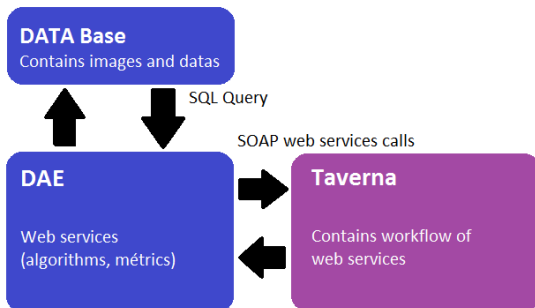 DATA Base
Contains images and datas
SQL Query
SOAP web services calls
DAE
Web services
(algorithms, métrics)
Taverna
Contains workflow of
web services